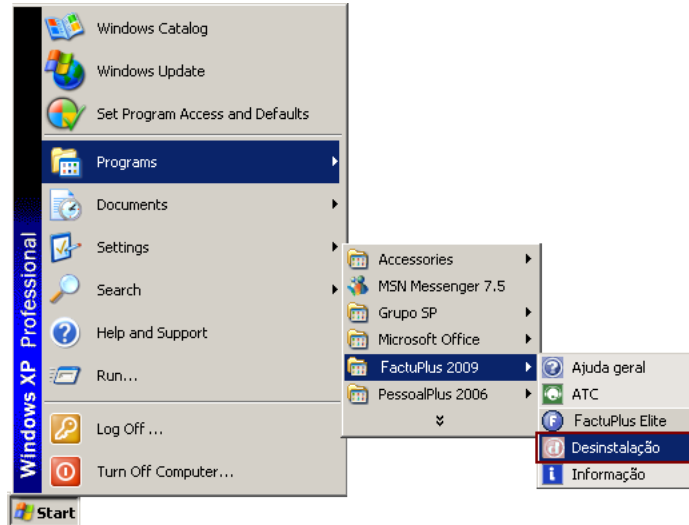 Windows Catalog
Windows Update
Set Program Access and Defaults
Programs
Documents
Settings
Search
Help and Support
Run...
Log Off ...
Turn Off Computer...
Windows XP Professional
Start
Accessories
MSN Messenger 7.5
Grupo SP
Microsoft Office
FactuPlus 2009
PessoalPlus 2006
Ajuda geral
ATC
FactuPlus Elite
Desinstalação
Informação